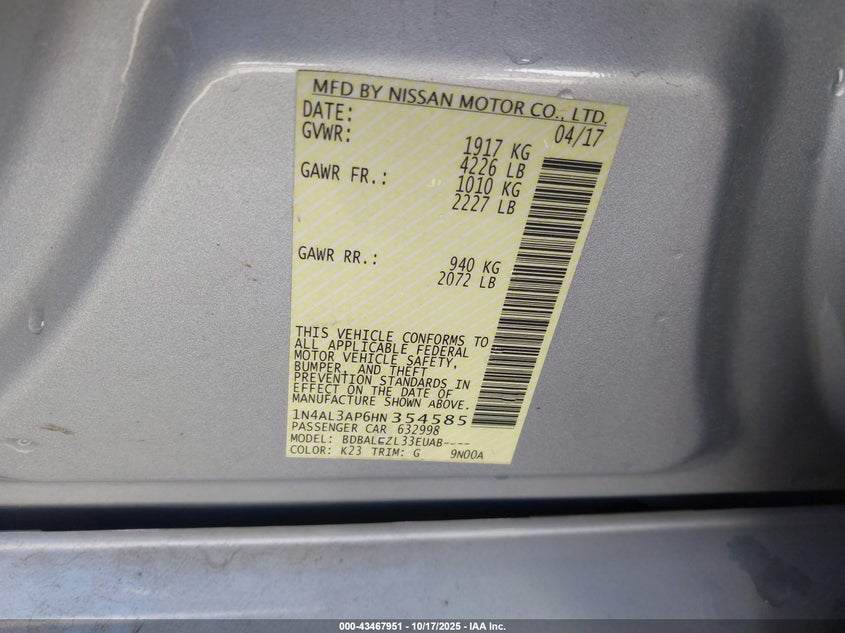 MFD BY NISSAN MOTOR CO., LTD.
DATE: 04/17
GVWR: 1917 KG
4226 LB
GAWR FR.: 1010 KG
2227 LB
GAWR RR.: 940 KG
2072 LB
THIS VEHICLE CONFORMS TO
ALL APPLICABLE FEDERAL
MOTOR VEHICLE SAFETY,
BUMPER, AND THEFT
PREVENTION STANDARDS IN
EFFECT ON THE DATE OF
MANUFACTURE SHOWN ABOVE.
1N4AL3AP6HN354585
PASSENGER CAR 632998
MODEL: BDBALEZL33EUAB----
COLOR: K23 TRIM: G 9N00A
000-43467951 - 10/17/2025 - IAA Inc.